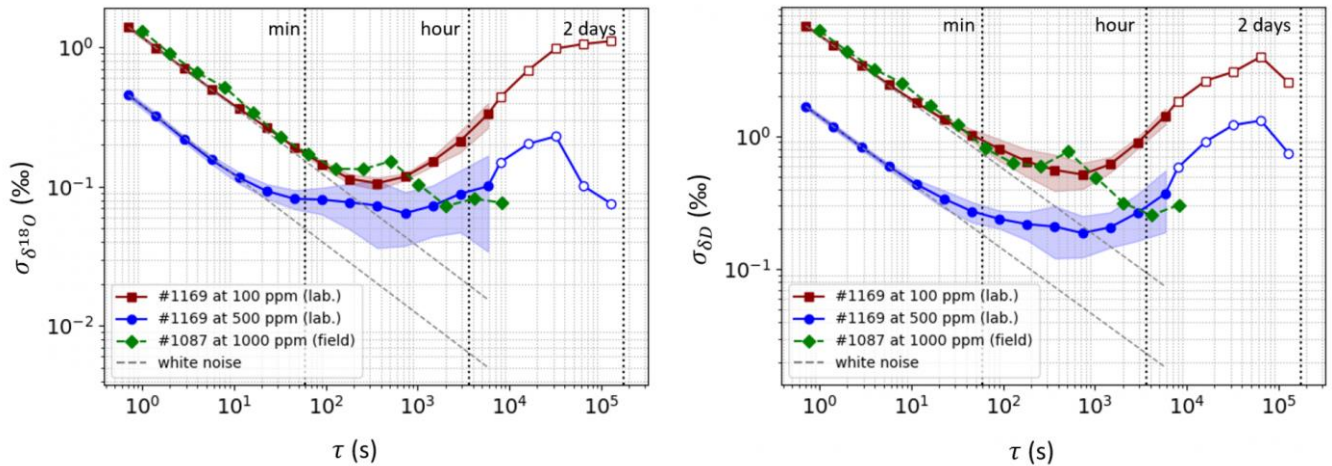 min
hour
2 days
10⁰
10⁻¹
10⁻²
σδ¹⁸O (‰)
#1169 at 100 ppm (lab.)
#1169 at 500 ppm (lab.)
#1087 at 1000 ppm (field)
white noise
10⁰ 10¹ 10² 10³ 10⁴ 10⁵
τ (s)
min
hour
2 days
10⁰
10⁻¹
σδD (‰)
#1169 at 100 ppm (lab.)
#1169 at 500 ppm (lab.)
#1087 at 1000 ppm (field)
white noise
10⁰ 10¹ 10² 10³ 10⁴ 10⁵
τ (s)